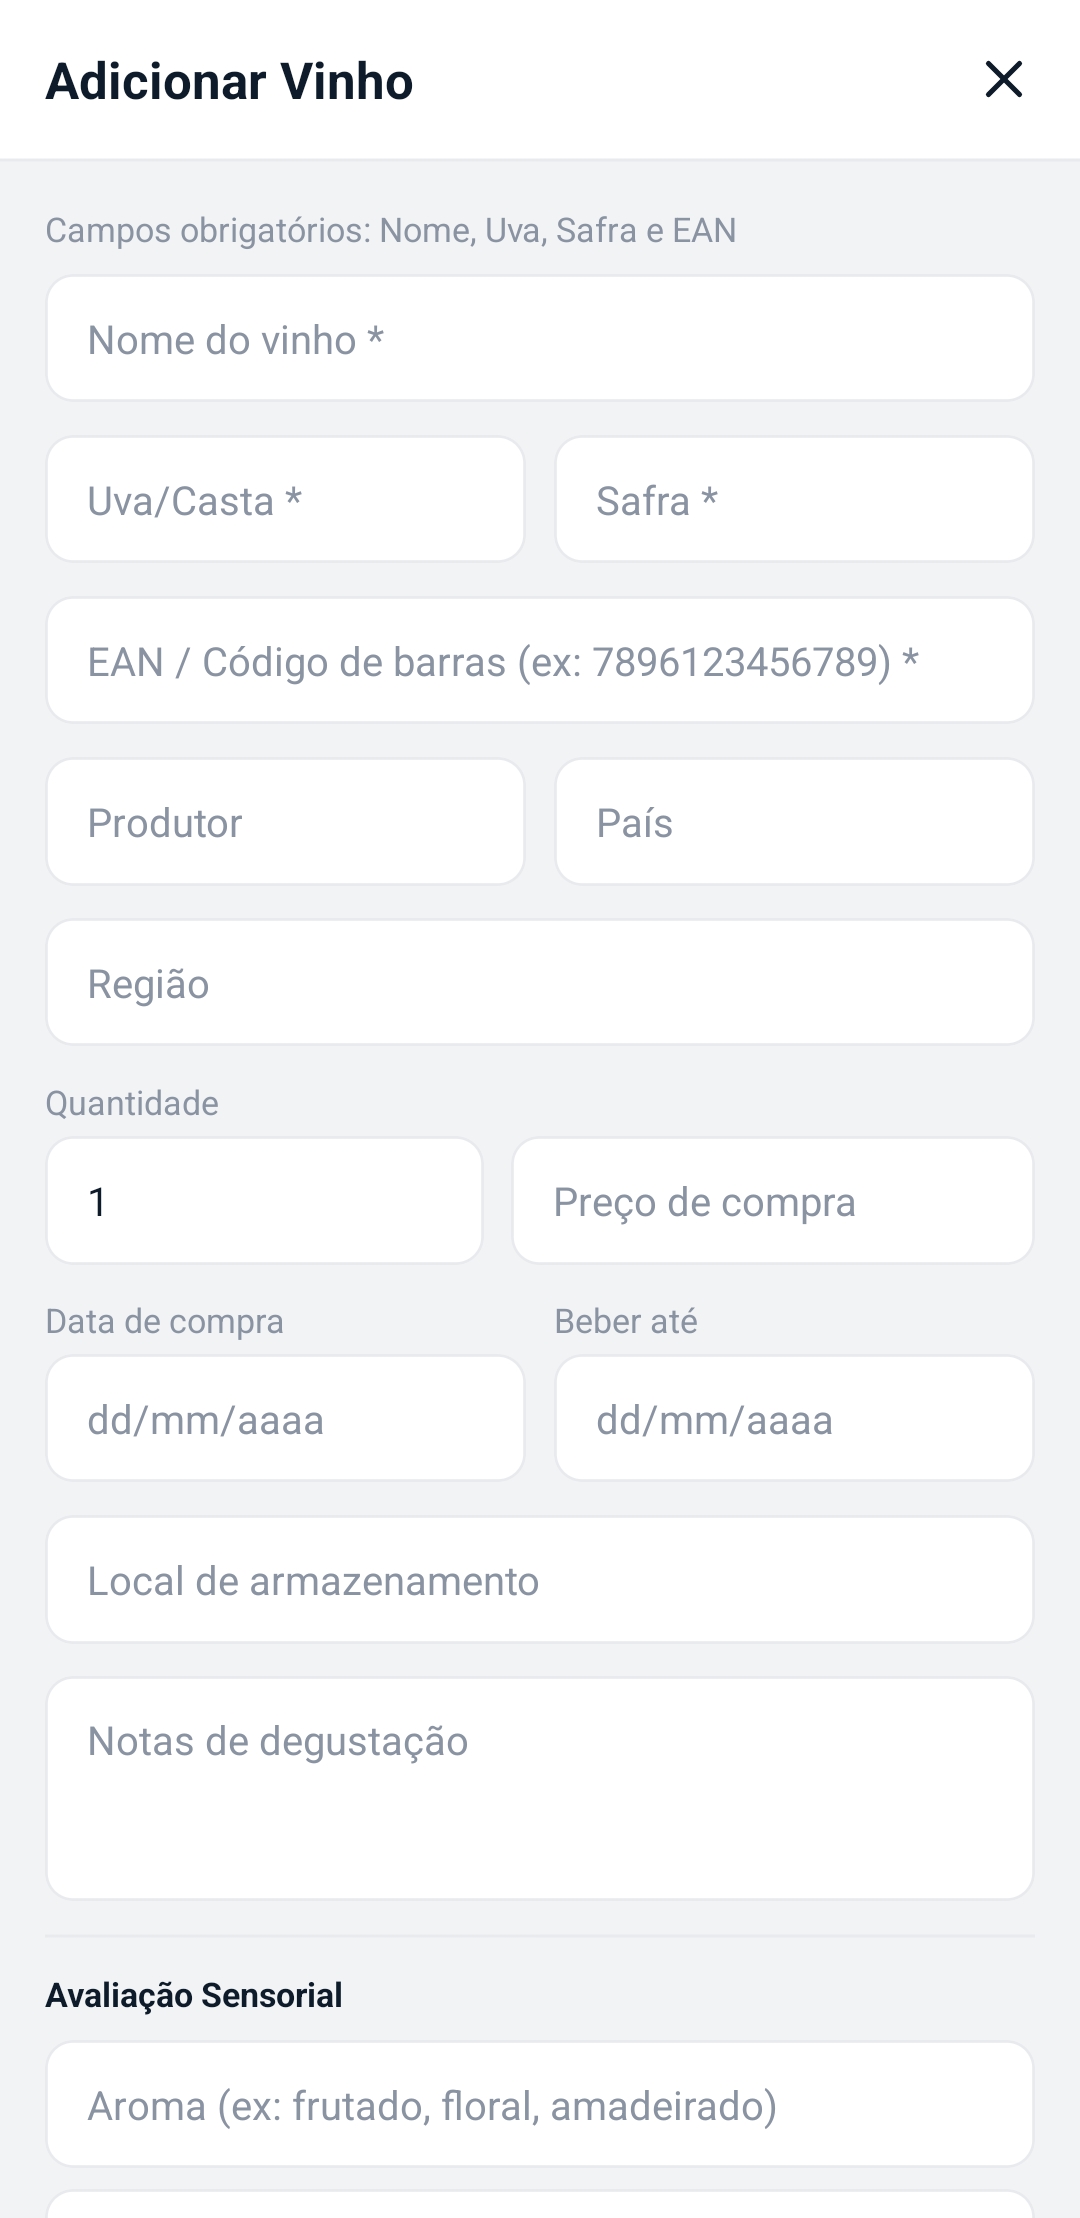 Adicionar Vinho
Campos obrigatórios: Nome, Uva, Safra e EAN
Nome do vinho *
Uva/Casta *
Safra *
EAN / Código de barras (ex: 7896123456789) *
Produtor
País
Região
Quantidade
1
Preço de compra
Data de compra
Beber até
dd/mm/aaaa
dd/mm/aaaa
Local de armazenamento
Notas de degustação
Avaliação Sensorial
Aroma (ex: frutado, floral, amadeirado)